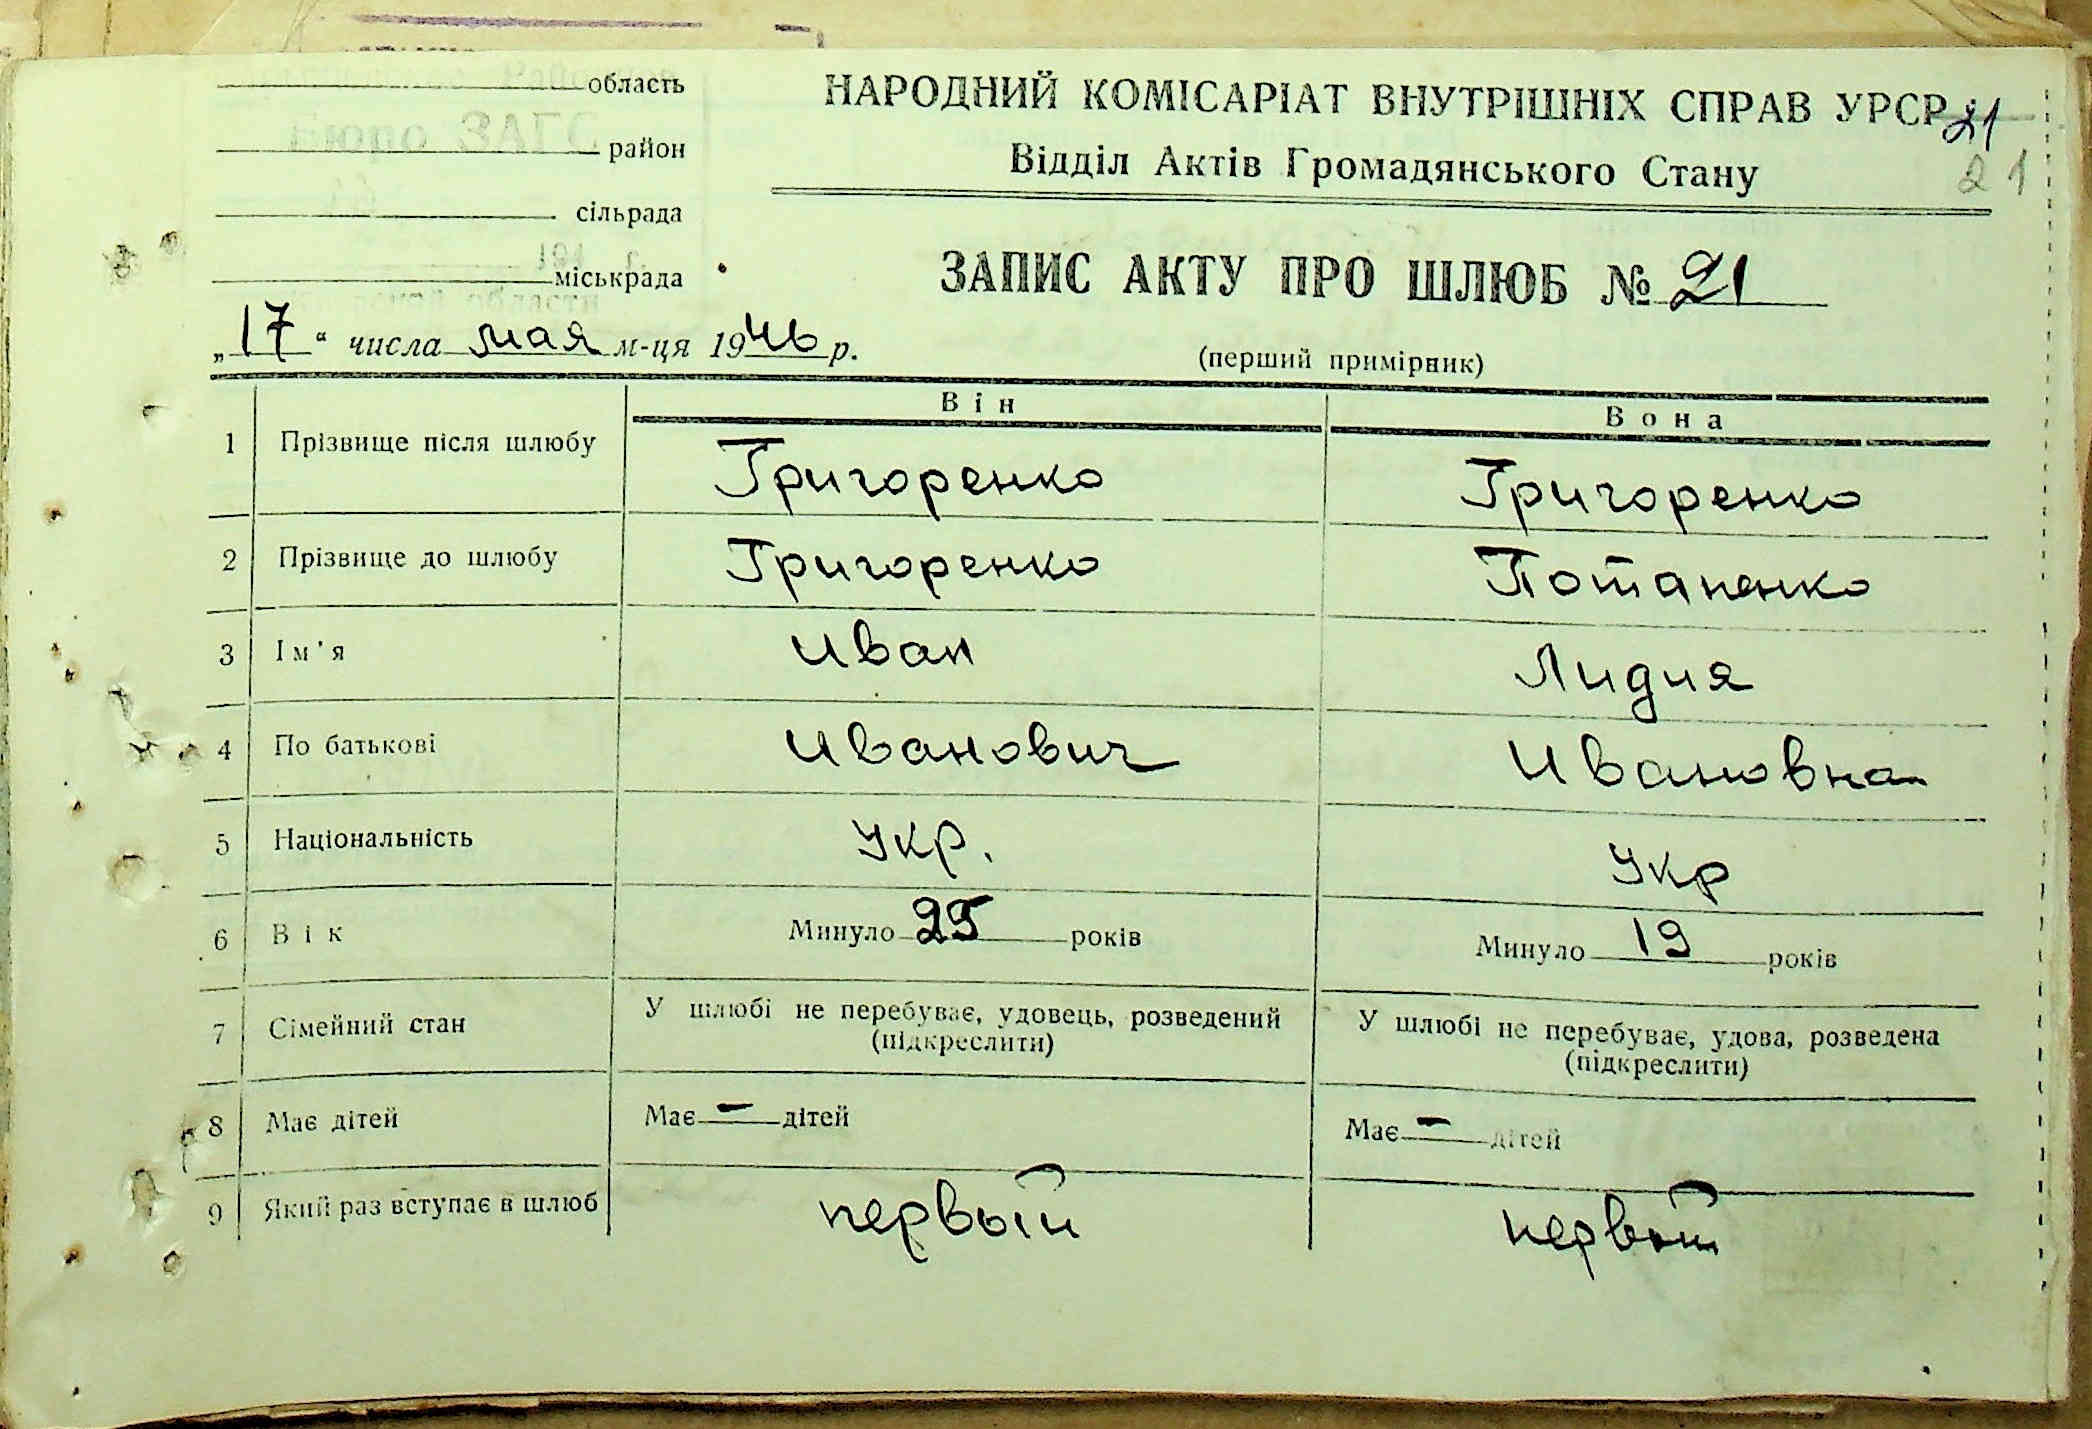 область
район
сільрада
міськрада
НАРОДНИЙ КОМІСАРІАТ ВНУТРІШНІХ СПРАВ УРСР
21
Відділ Актів Громадянського Стану
21
ЗАПИС АКТУ ПРО ШЛЮБ № 21
„17“ числа мая м-ця 1946 р.
(перший примірник)
Він Вона
1 Прізвище після шлюбу Григоренко Григоренко
2 Прізвище до шлюбу Григоренко Потапенко
3 Ім'я Иван Лидия
4 По батькові Иванович Ивановна
5 Національність Укр. Укр
6 Вік Минуло 25 років Минуло 19 років
7 Сімейний стан У шлюбі не перебуває, удовець, розведений У шлюбі не перебуває, удова, розведена
(підкреслити) (підкреслити)
8 Має дітей Має - дітей Має - дітей
9 Який раз вступає в шлюб первый первый